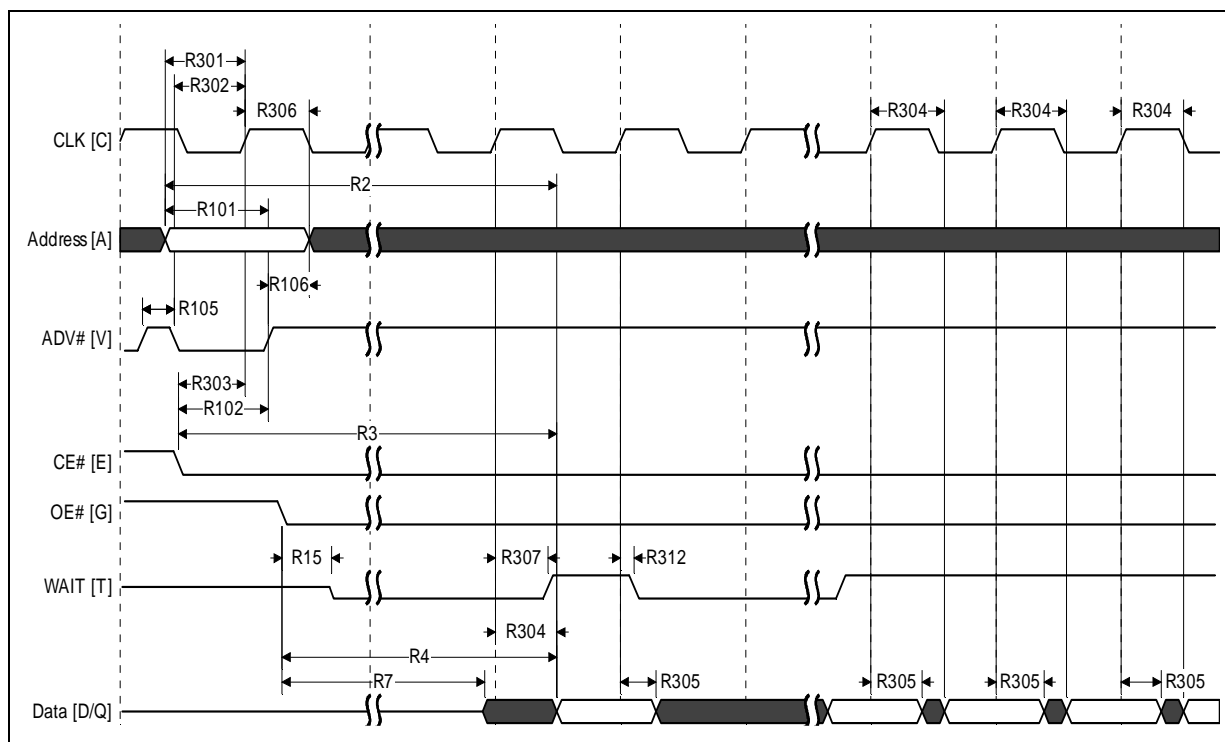 R301
R302
R306
R304
R304
R304
CLK [C]
R2
R101
Address [A]
R106
R105
ADV# [V]
R303
R102
R3
CE# [E]
OE# [G]
R15
R307
R312
WAIT [T]
R304
R4
R7
R305
R305
R305
R305
Data [D/Q]